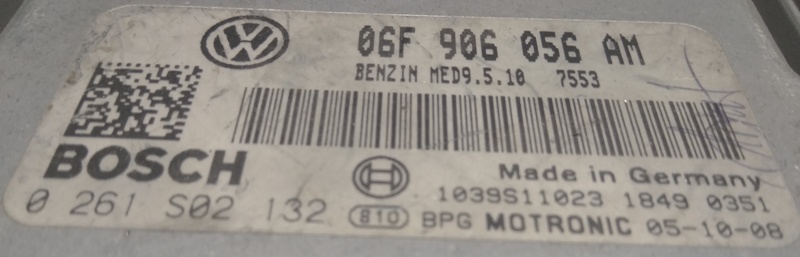 06F 906 056 AM
BENZIN MED9.5.10 7553
BOSCH
Made in Germany
0 261 S02 132
1039S11023 1849 0351
810 BPG MOTRONIC 05-10-08